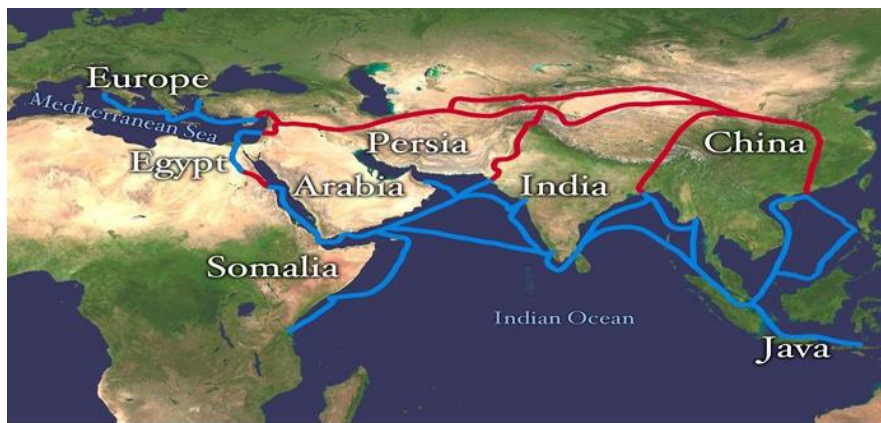 Europe
Mediterranean Sea
Egypt
Persia
China
Arabia
India
Somalia
Indian Ocean
Java